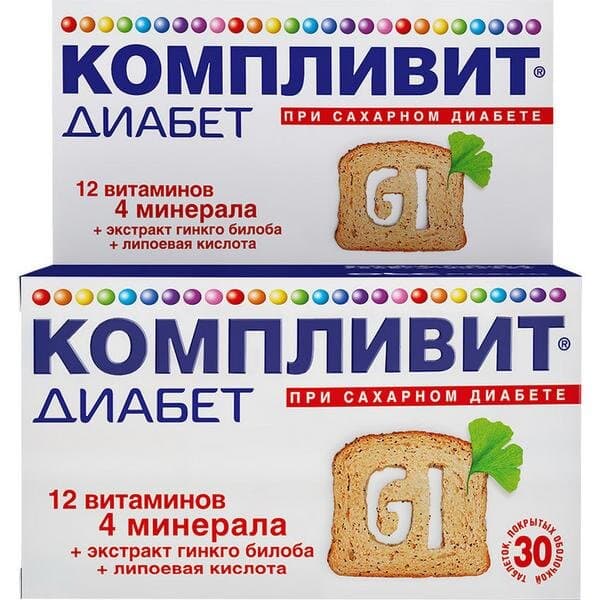 КОМПЛИВИТ®
ДИАБЕТ
ПРИ САХАРНОМ ДИАБЕТЕ
12 витаминов
4 минерала
+ экстракт гинкго билоба
+ липоевая кислота
GI
КОМПЛИВИТ®
ДИАБЕТ
ПРИ САХАРНОМ ДИАБЕТЕ
12 витаминов
4 минерала
+ экстракт гинкго билоба
+ липоевая кислота
GI
30
таблеток, покрытых оболочкой